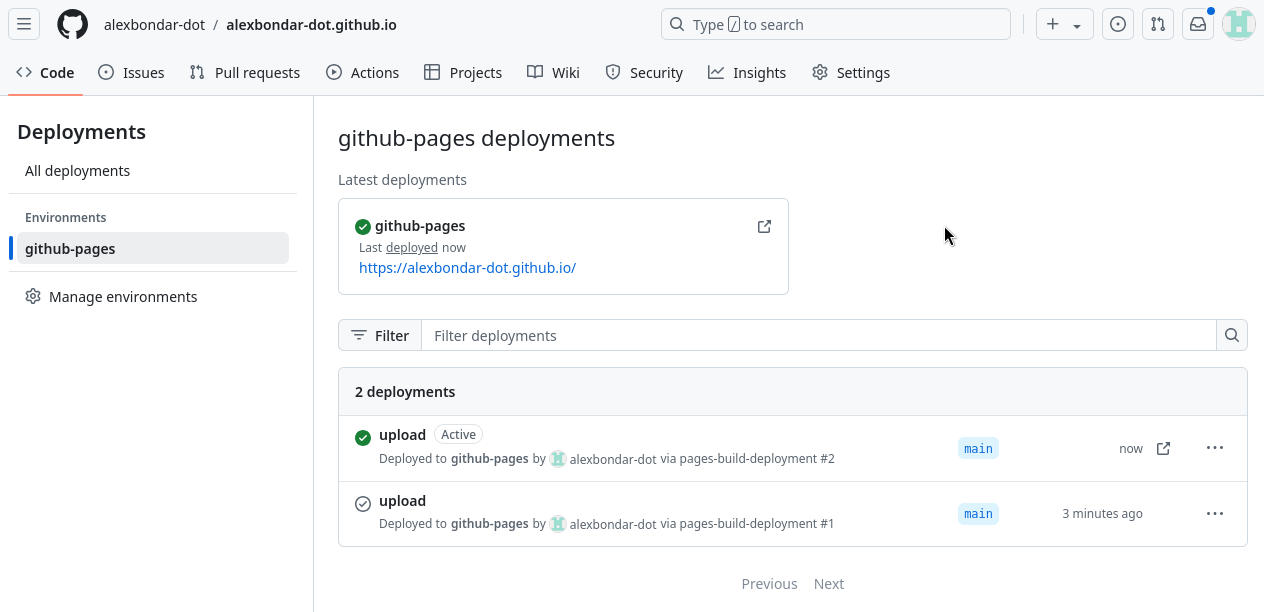 alexbondar-dot / alexbondar-dot.github.io
Type / to search
Code Issues Pull requests Actions Projects Wiki Security Insights Settings
Deployments
All deployments
Environments
github-pages
Manage environments
github-pages deployments
Latest deployments
github-pages
Last deployed now
https://alexbondar-dot.github.io/
Filter Filter deployments
2 deployments
upload Active
Deployed to github-pages by alexbondar-dot via pages-build-deployment #2
main now
upload
Deployed to github-pages by alexbondar-dot via pages-build-deployment #1
main 3 minutes ago
Previous Next